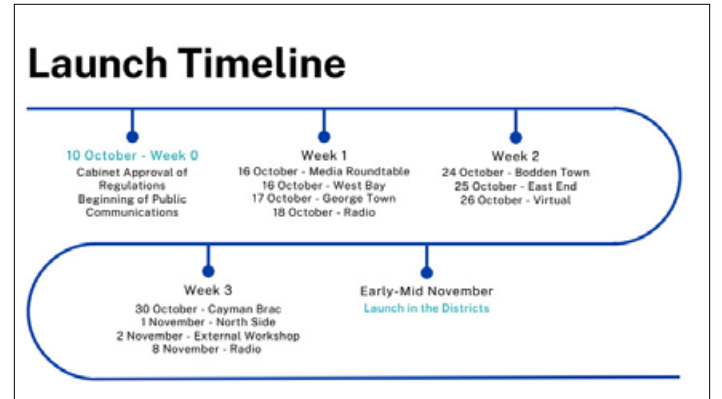 Launch Timeline
10 October - Week 0
Cabinet Approval of
Regulations
Beginning of Public
Communications
Week 1
16 October - Media Roundtable
16 October - West Bay
17 October - George Town
18 October - Radio
Week 2
24 October - Bodden Town
25 October - East End
26 October - Virtual
Week 3
30 October - Cayman Brac
1 November - North Side
2 November - External Workshop
8 November - Radio
Early-Mid November
Launch in the Districts